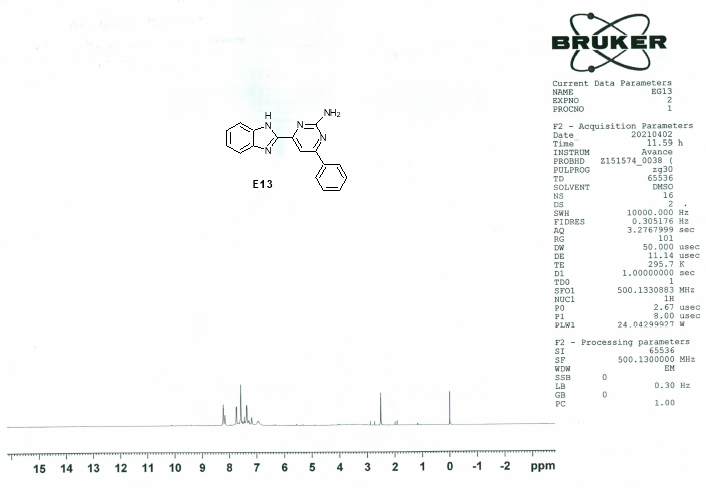 BRUKER
Current Data Parameters
NAME EG13
EXPNO 2
PROCNO 1
F2 - Acquisition Parameters
Date_ 20210402
Time 11.59 h
INSTRUM Avance
PROBHD Z151574_0038 (
PULPROG zg30
TD 65536
SOLVENT DMSO
NS 16
DS 2
SWH 10000.000 Hz
FIDRES 0.305176 Hz
AQ 3.2767999 sec
RG 101
DW 50.000 usec
DE 11.14 usec
TE 295.7 K
D1 1.00000000 sec
TD0 1
SFO1 500.1330883 MHz
NUC1 1H
P0 2.67 usec
P1 8.00 usec
PLW1 24.04299927 W
F2 - Processing parameters
SI 65536
SF 500.1300000 MHz
WDW EM
SSB 0
LB 0.30 Hz
GB 0
PC 1.00
H
N
N
N
N
NH2
E13
15 14 13 12 11 10 9 8 7 6 5 4 3 2 1 0 -1 -2 ppm